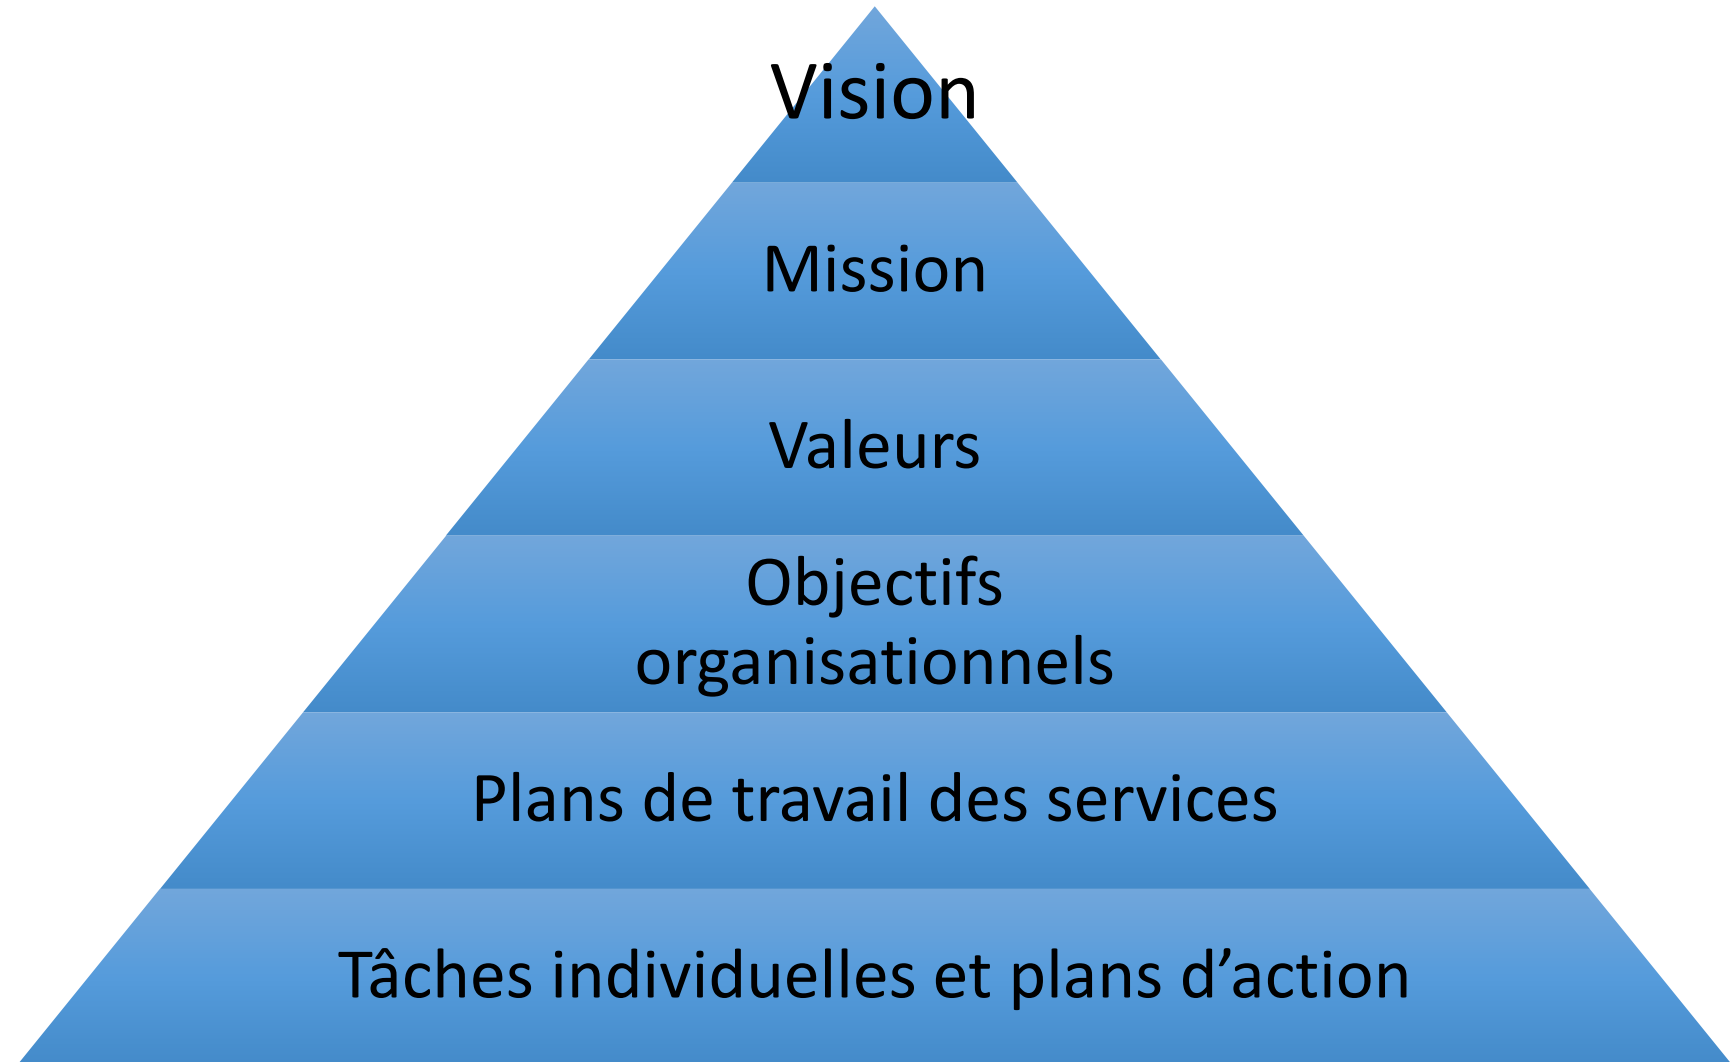 Vision
Mission
Valeurs
Objectifs
organisationnels
Plans de travail des services
Tâches individuelles et plans d’action